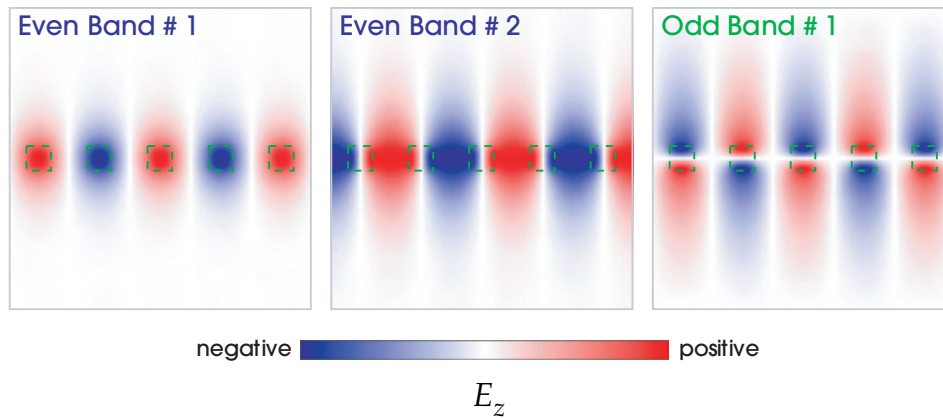 Even Band # 1
Even Band # 2
Odd Band # 1
negative
positive
E_z